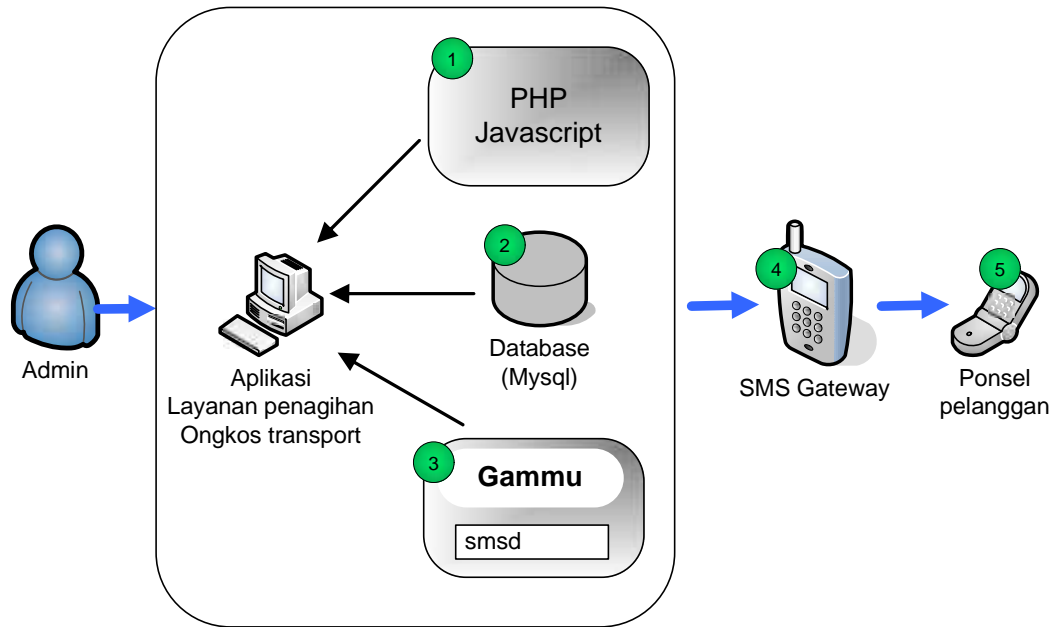 1
PHP
Javascript
2
Database
(Mysql)
Admin
Aplikasi
Layanan penagihan
Ongkos transport
3
Gammu
smsd
4
SMS Gateway
5
Ponsel
pelanggan